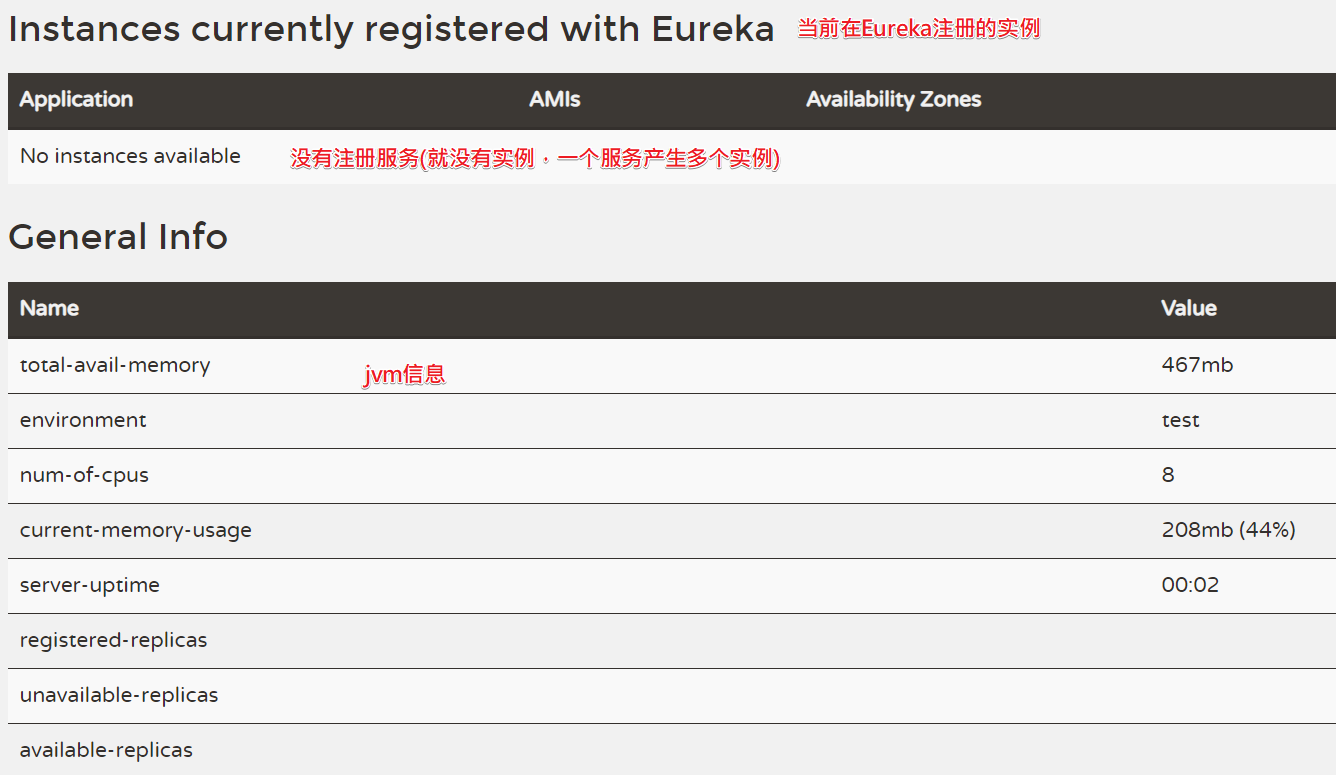 Instances currently registered with Eureka 当前在Eureka注册的实例
Application AMIs Availability Zones
No instances available 没有注册服务(就没有实例，一个服务产生多个实例)
General Info
Name Value
total-avail-memory jvm信息 467mb
environment test
num-of-cpus 8
current-memory-usage 208mb (44%)
server-uptime 00:02
registered-replicas
unavailable-replicas
available-replicas